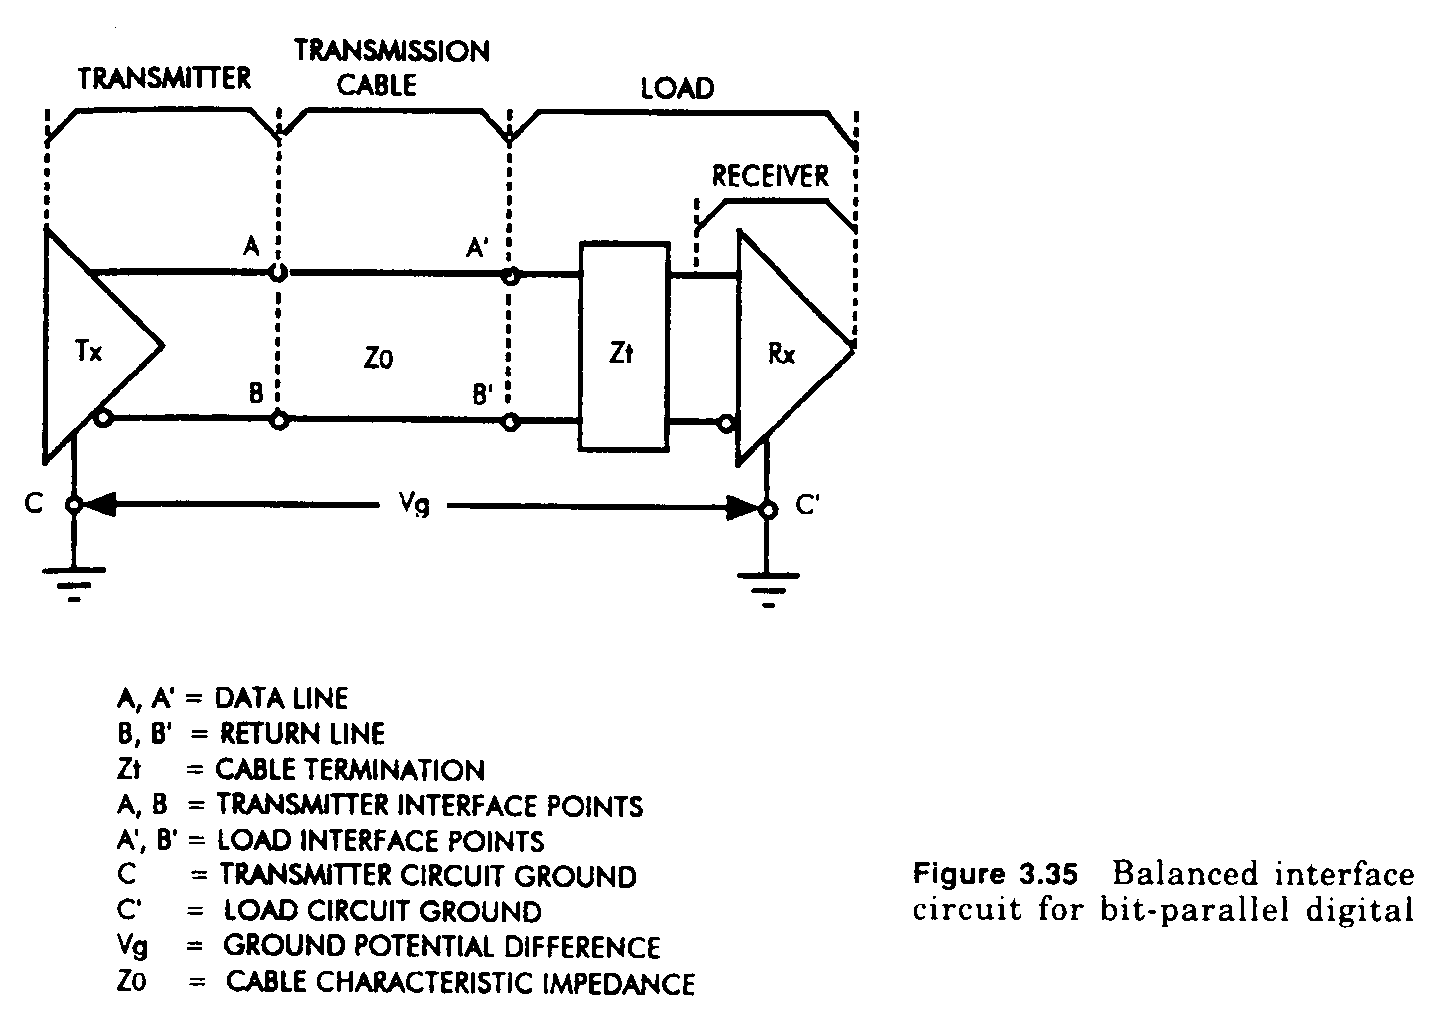 TRANSMITTER
TRANSMISSION
CABLE
LOAD
RECEIVER
A
A'
Tx
Zo
Zt
Rx
B
B'
C
Vg
C'
A, A' = DATA LINE
B, B' = RETURN LINE
Zt = CABLE TERMINATION
A, B = TRANSMITTER INTERFACE POINTS
A', B' = LOAD INTERFACE POINTS
C = TRANSMITTER CIRCUIT GROUND
C' = LOAD CIRCUIT GROUND
Vg = GROUND POTENTIAL DIFFERENCE
Zo = CABLE CHARACTERISTIC IMPEDANCE
Figure 3.35 Balanced interface
circuit for bit-parallel digital